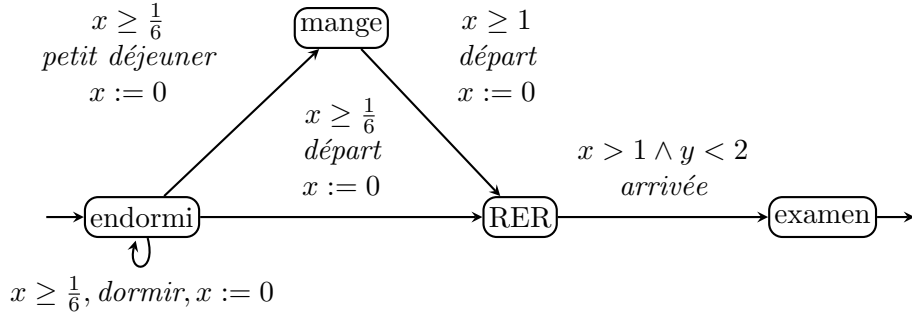 x ≥ 1/6
petit déjeuner
x := 0
mange
x ≥ 1
départ
x := 0
x ≥ 1/6
départ
x := 0
x > 1 ∧ y < 2
arrivée
endormi
RER
examen
x ≥ 1/6, dormir, x := 0